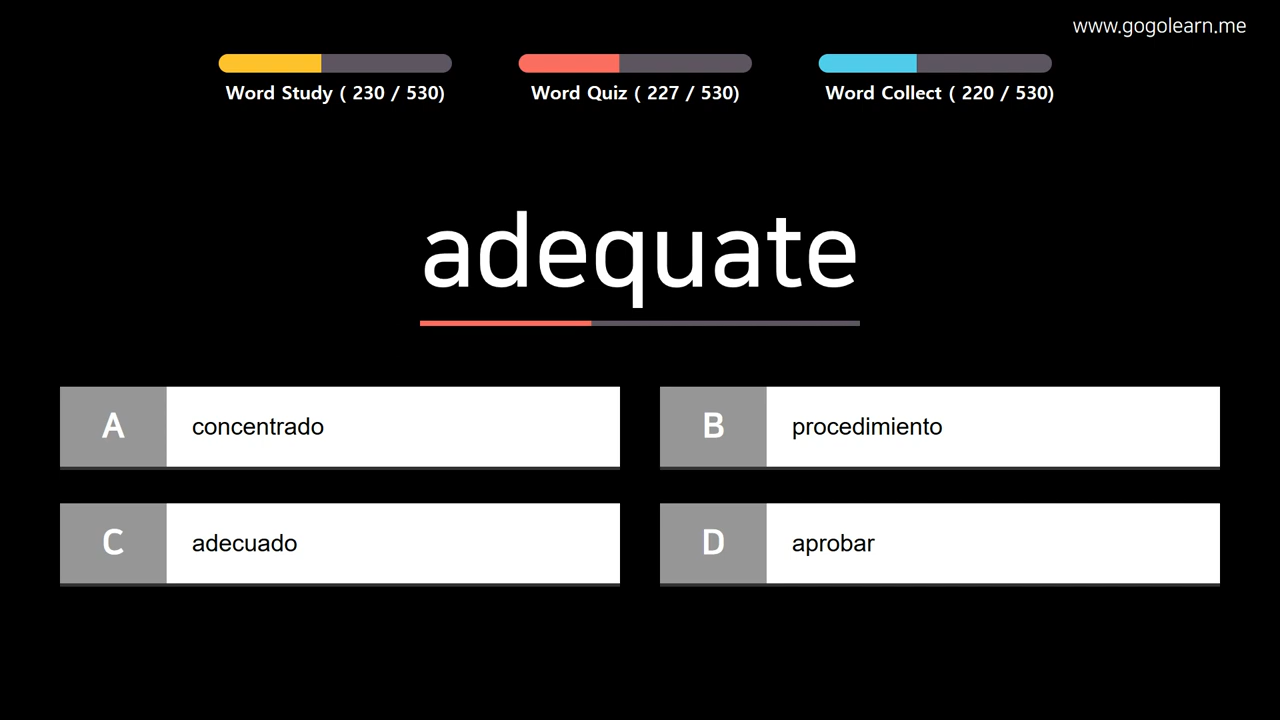 www.gogolearn.me
Word Study ( 230 / 530)
Word Quiz ( 227 / 530)
Word Collect ( 220 / 530)
adequate
A concentrado
B procedimiento
C adecuado
D aprobar